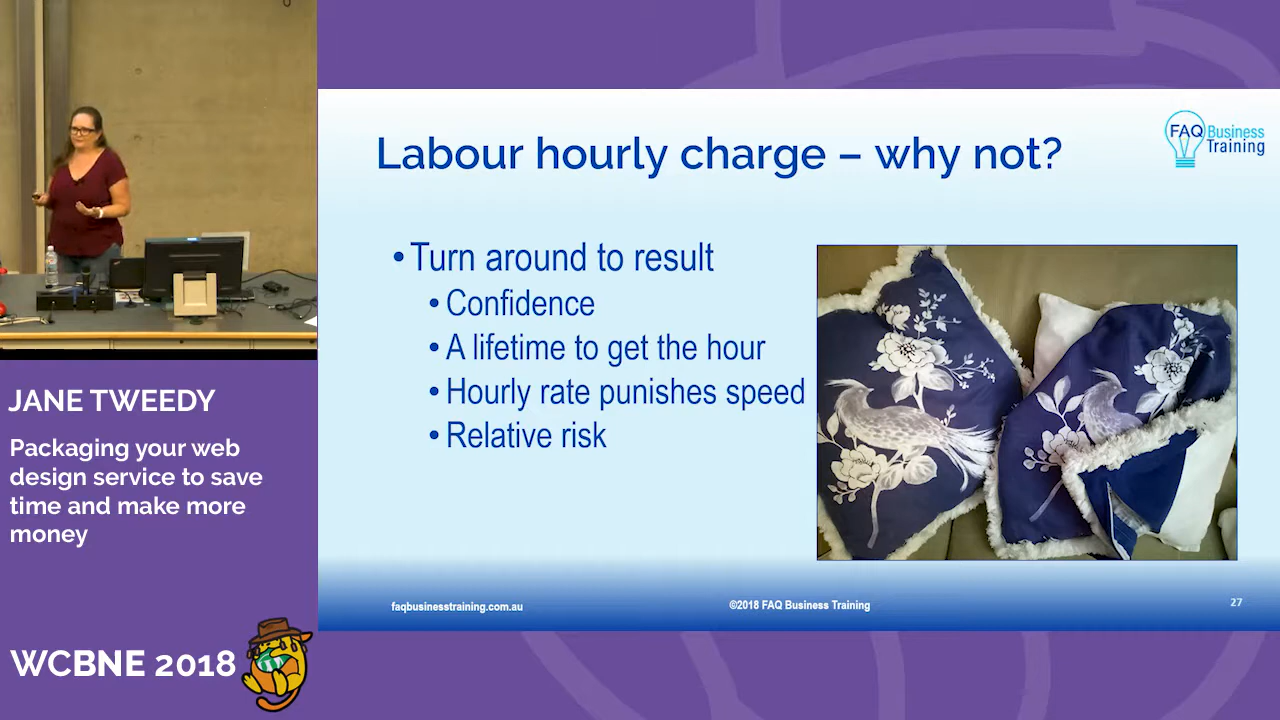 Labour hourly charge – why not?
FAQ Business
Training
• Turn around to result
• Confidence
• A lifetime to get the hour
• Hourly rate punishes speed
• Relative risk
faqbusinesstraining.com.au
©2018 FAQ Business Training
27
JANE TWEEDY
Packaging your web
design service to save
time and make more
money
WCBNE 2018